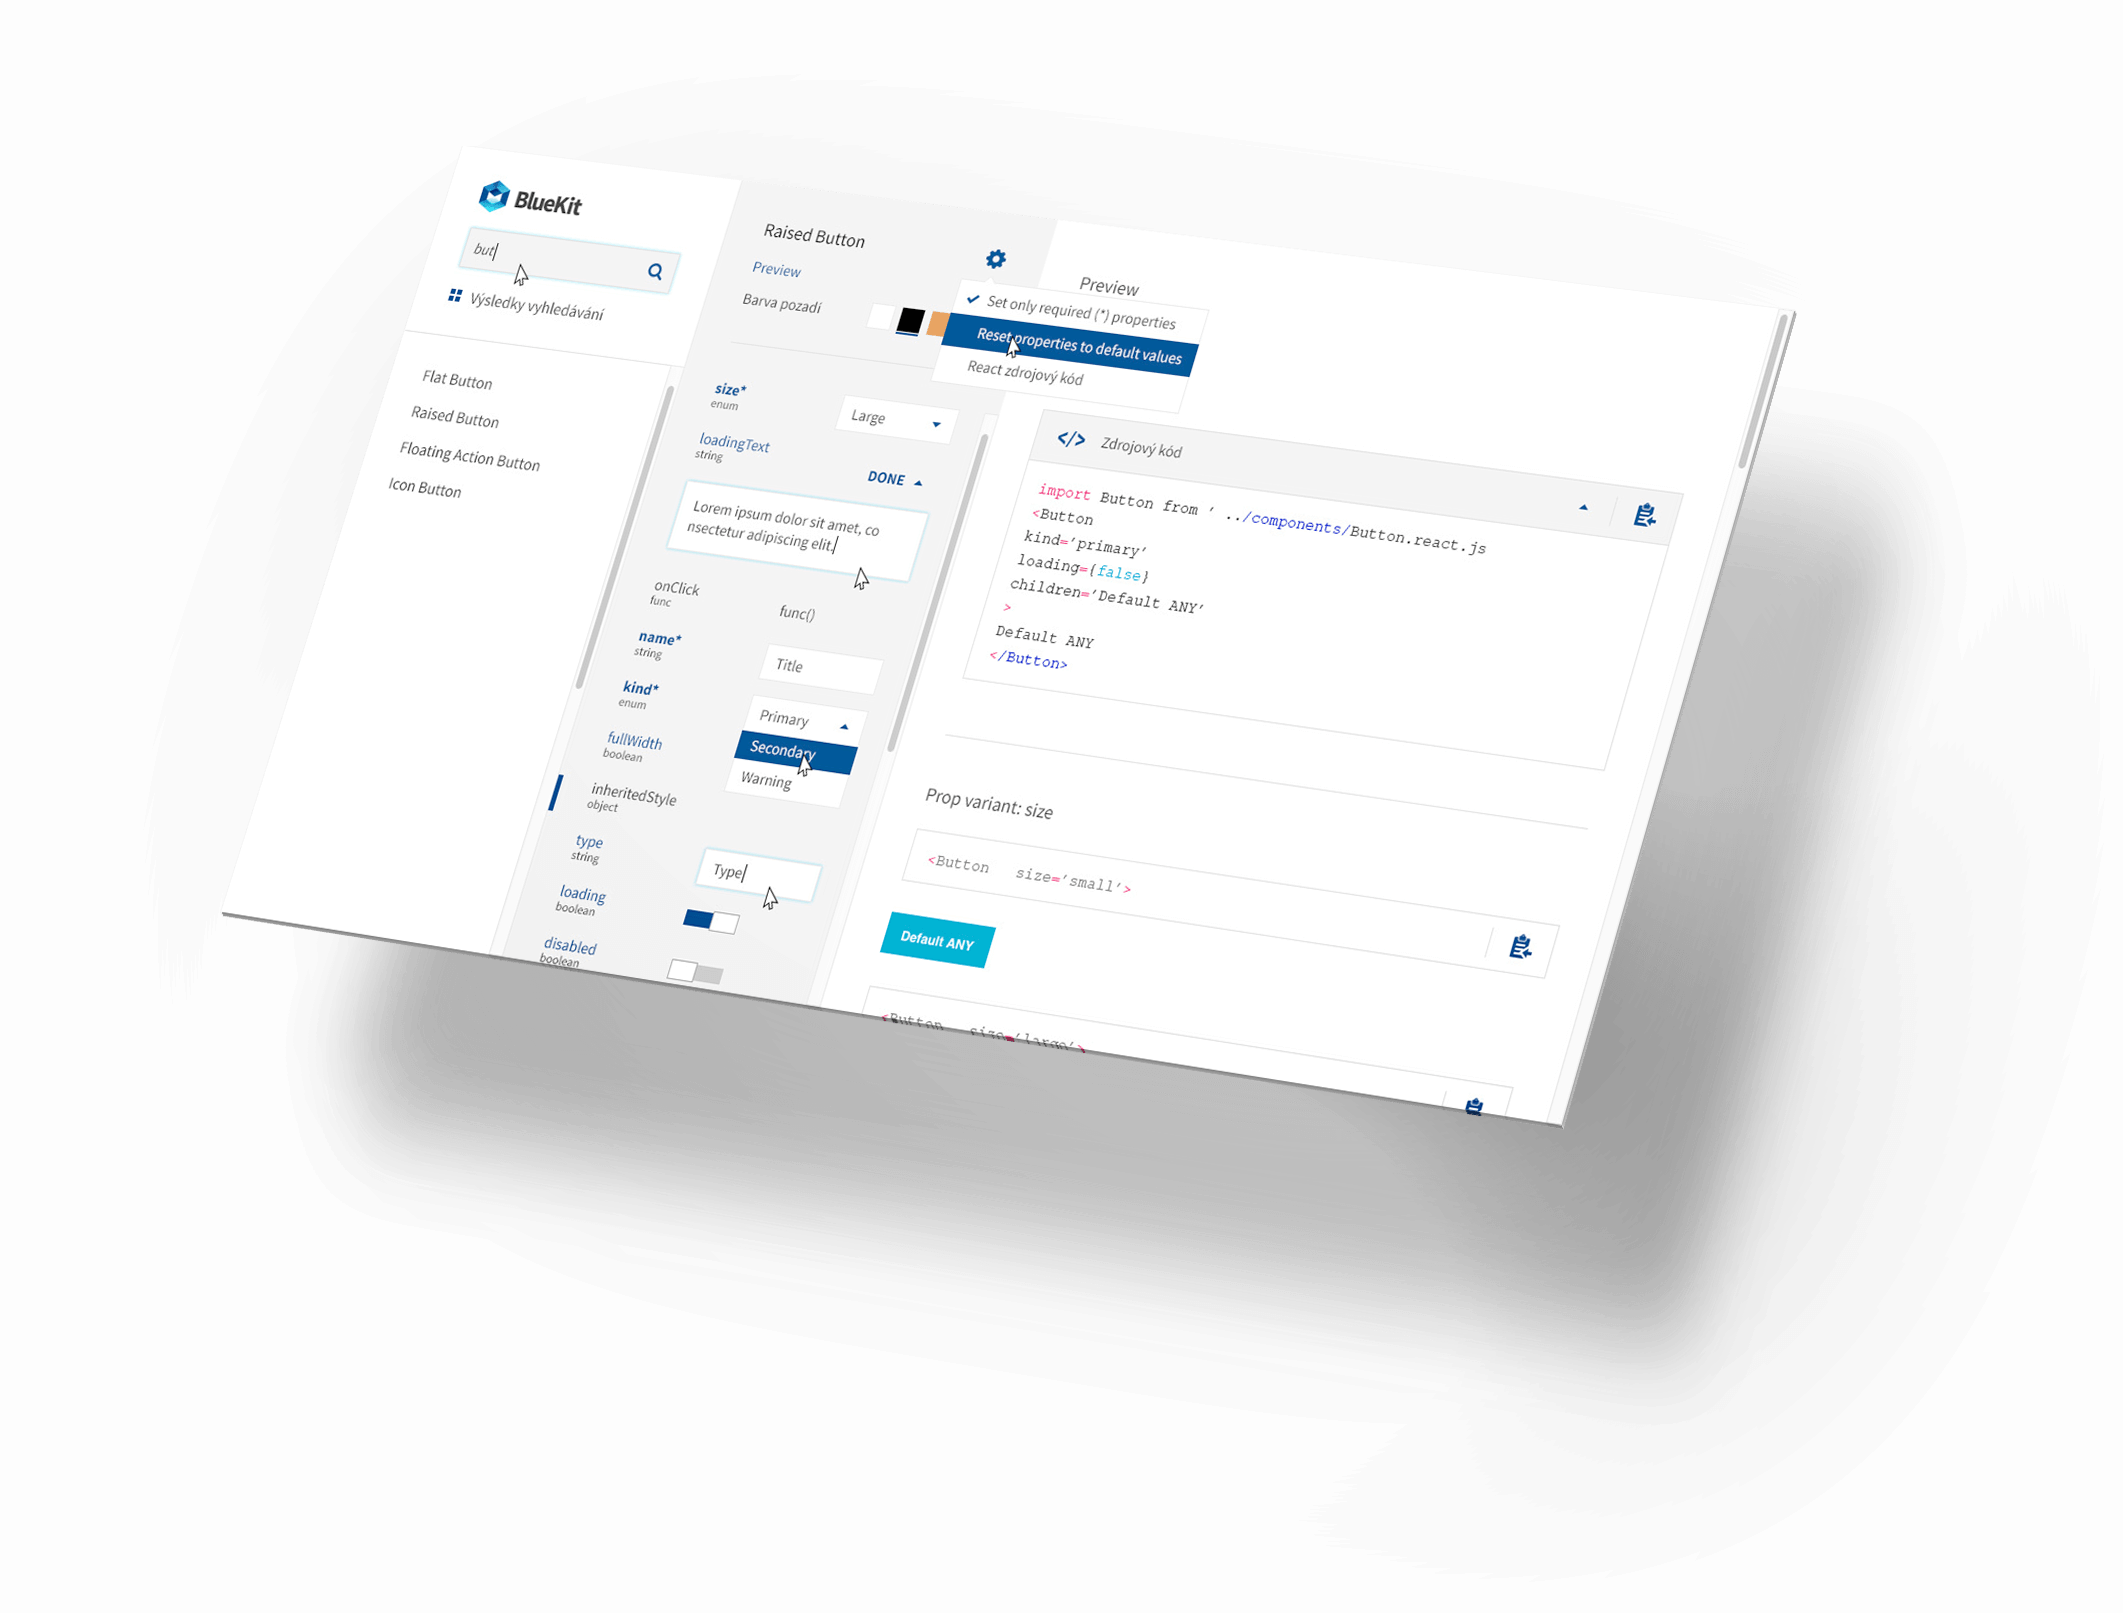 BlueKit
but
Výsledky vyhledávání
Flat Button
Raised Button
Floating Action Button
Icon Button
Raised Button
Preview
Barva pozadí
Set only required (*) properties
Reset properties to default values
React zdrojový kód
size*
enum
Large
loadingText
string
DONE
Lorem ipsum dolor sit amet, co
nsectetur adipiscing elit.
onClick
func
func()
name*
string
Title
kind*
enum
Primary
Secondary
Warning
fullWidth
boolean
inheritedStyle
object
type
string
Type
loading
boolean
disabled
boolean
Preview
</> Zdrojový kód
import Button from ' ../components/Button.react.js
<Button
kind='primary'
loading={false}
children='Default ANY'
>
Default ANY
</Button>
Prop variant: size
<Button size='small'>
Default ANY
<Button size='large'>